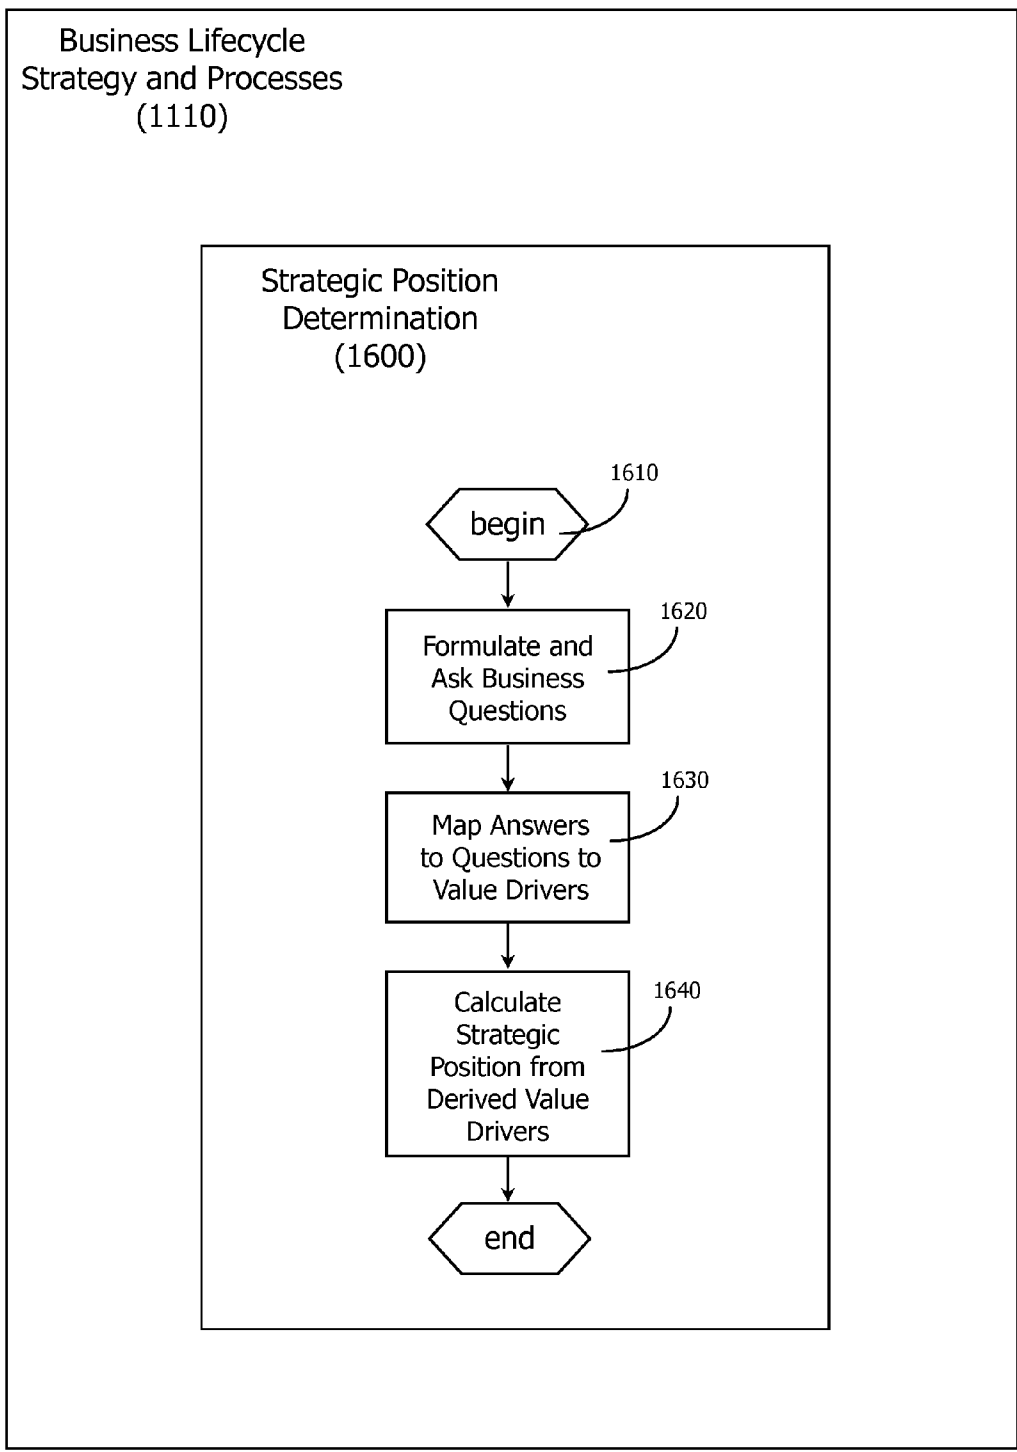 Business Lifecycle
Strategy and Processes
(1110)
Strategic Position
Determination
(1600)
1610
begin
1620
Formulate and
Ask Business
Questions
1630
Map Answers
to Questions to
Value Drivers
1640
Calculate
Strategic
Position from
Derived Value
Drivers
end